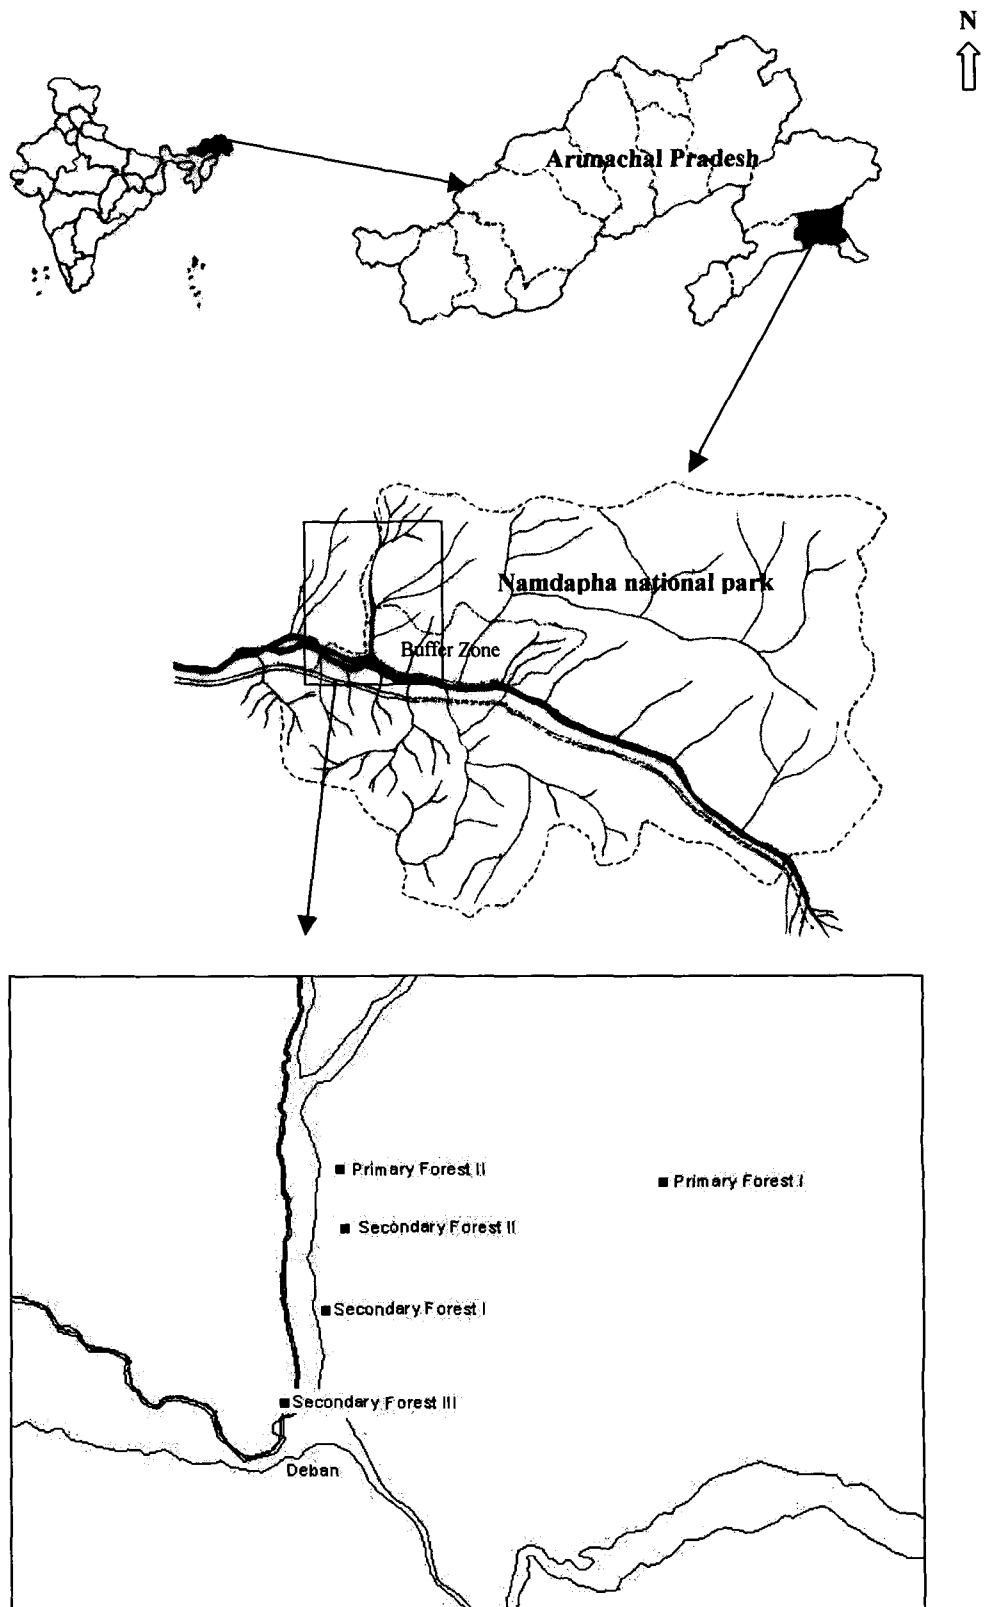 N
Arunachal Pradesh
Namdapha national park
Buffer Zone
Primary Forest II
Primary Forest I
Secondary Forest II
Secondary Forest I
Secondary Forest III
Deban